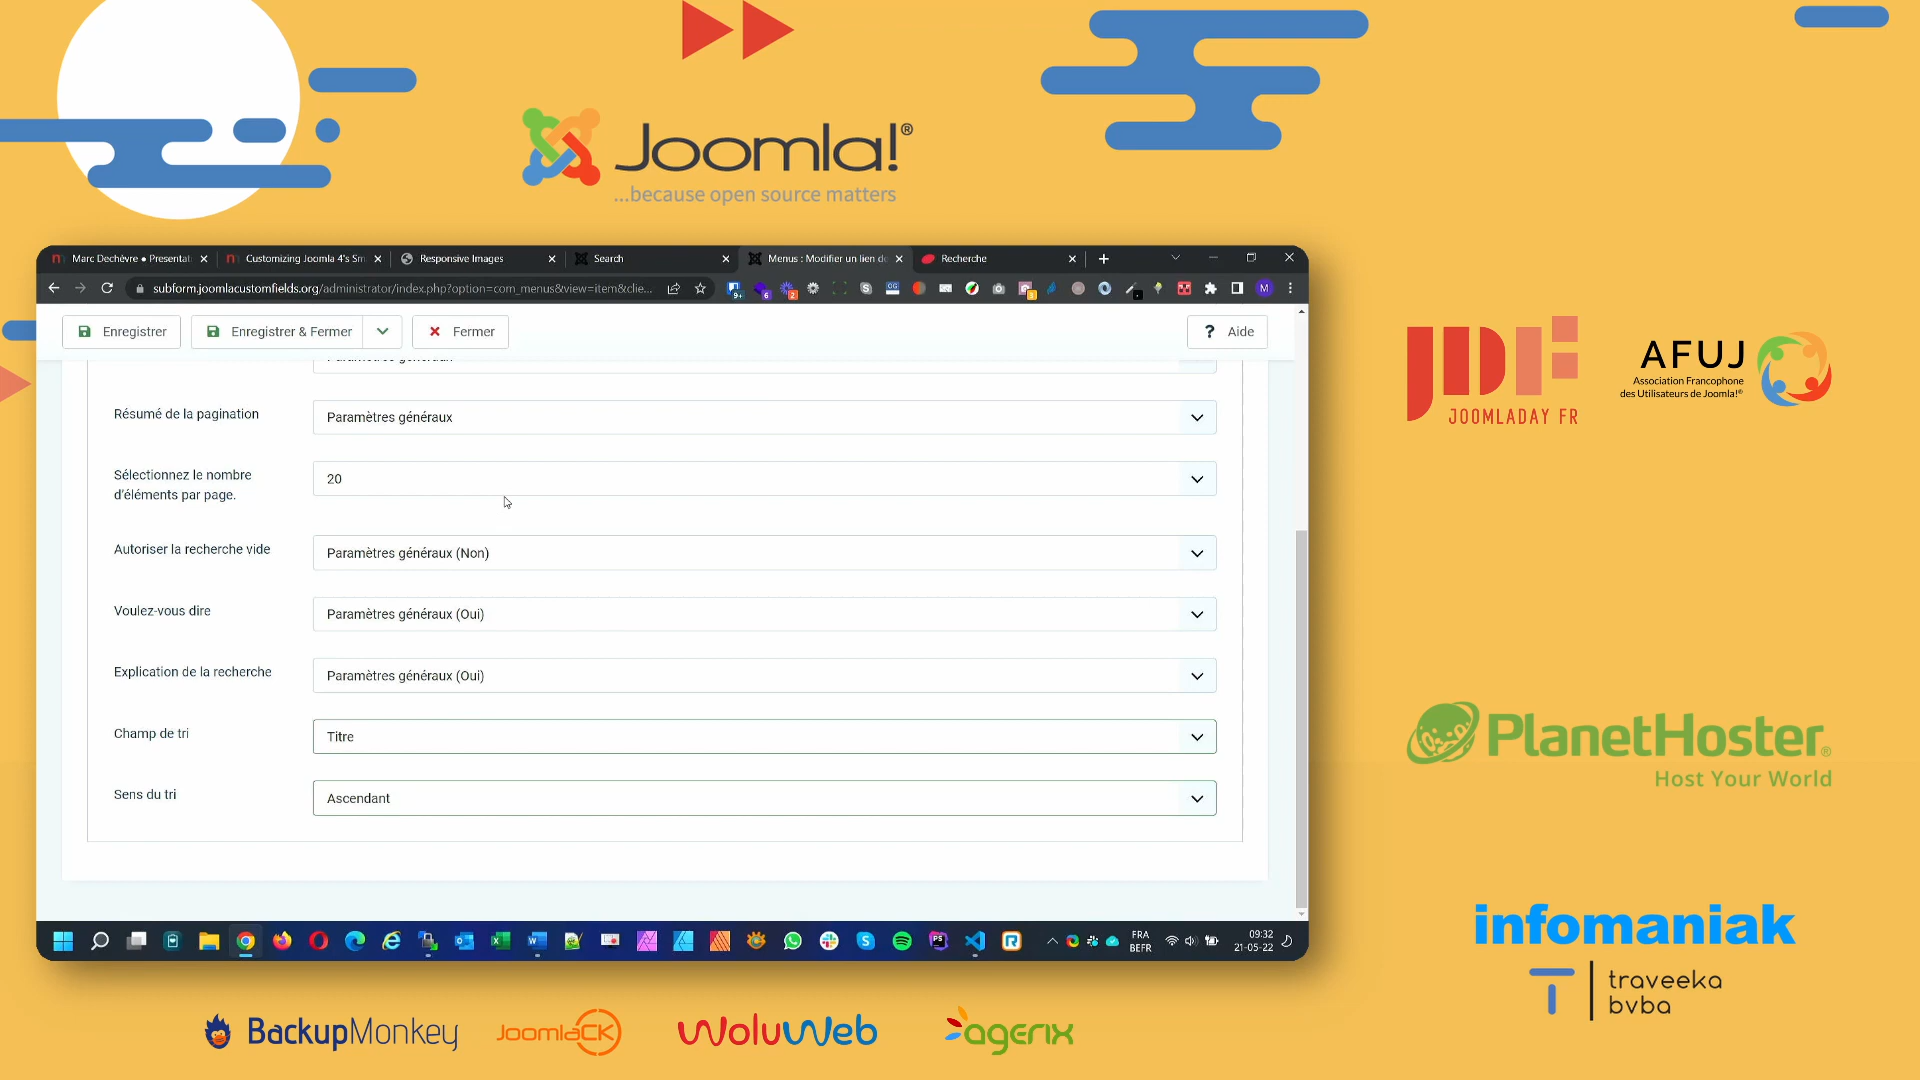 Joomla!®
...because open source matters
Marc Dechèvre • Presentat
Customizing Joomla 4's Sm
Responsive Images
Search
Menus : Modifier un lien de
Recherche
subform.joomlacustomfields.org/administrator/index.php?option=com_menus&view=item&clie...
Enregistrer
Enregistrer & Fermer
Fermer
? Aide
Paramètres généraux
Résumé de la pagination
Paramètres généraux
Sélectionnez le nombre
d'éléments par page.
20
Autoriser la recherche vide
Paramètres généraux (Non)
Voulez-vous dire
Paramètres généraux (Oui)
Explication de la recherche
Paramètres généraux (Oui)
Champ de tri
Titre
Sens du tri
Ascendant
FRA
BEFR
09:32
21-05-22
JDF
JOOMLADAY FR
AFUJ
Association Francophone
des Utilisateurs de Joomla!®
PlanetHoster®
Host Your World
infomaniak
T traveeka
bvba
BackupMonkey
JoomlaCK
WoluWeb
agerix